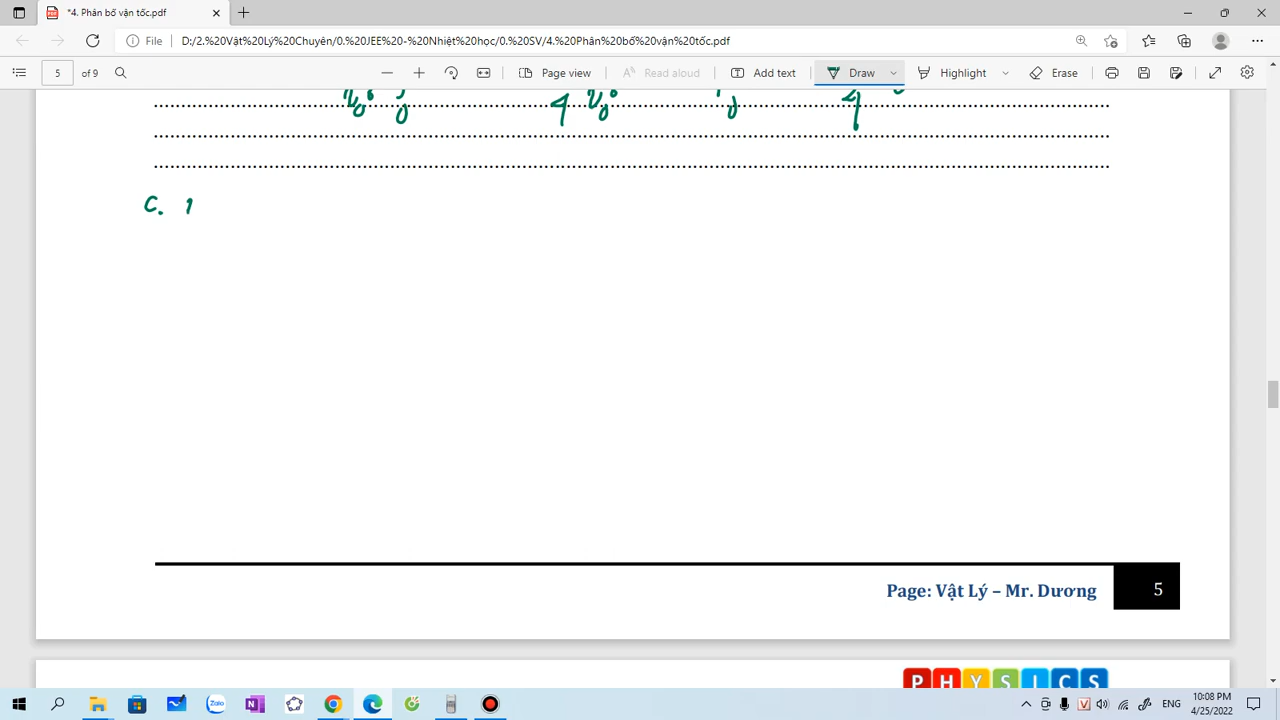 *4. Phân bố vận tốc.pdf
File
D:/2.%20Vật%20Lý%20Chuyên/0.%20JEE%20-%20Nhiệt%20học/0.%20SV/4.%20Phân%20bố%20vận%20tốc.pdf
5 of 9
Page view
Read aloud
Add text
Draw
Highlight
Erase
C. 1
Page: Vật Lý – Mr. Dương
5
PHYSICS
Zalo
ENG
10:08 PM
4/25/2022